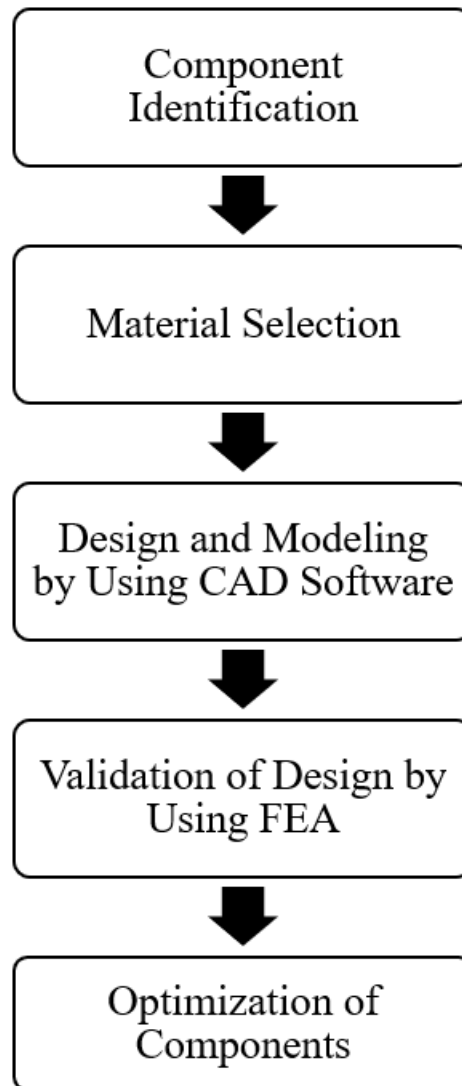 Component
Identification
Material Selection
Design and Modeling
by Using CAD Software
Validation of Design by
Using FEA
Optimization of
Components